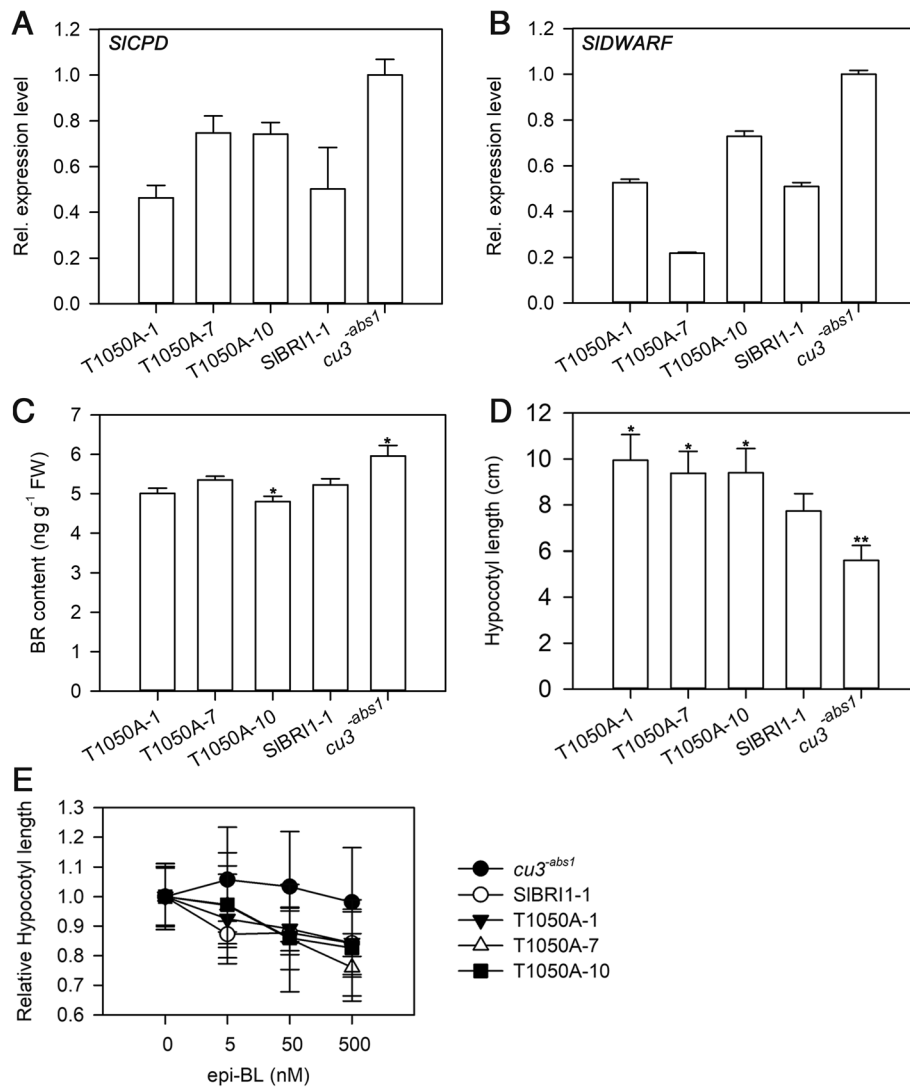 A
SlCPD
Rel. expression level
1.2
1.0
0.8
0.6
0.4
0.2
0.0
T1050A-1
T1050A-7
T1050A-10
SlBRI1-1
cu3^-abs1
B
SlDWARF
Rel. expression level
1.2
1.0
0.8
0.6
0.4
0.2
0.0
T1050A-1
T1050A-7
T1050A-10
SlBRI1-1
cu3^-abs1
C
BR content (ng g^-1 FW)
7
6
5
4
3
2
1
0
*
*
T1050A-1
T1050A-7
T1050A-10
SlBRI1-1
cu3^-abs1
D
Hypocotyl length (cm)
12
10
8
6
4
2
0
*
*
*
**
T1050A-1
T1050A-7
T1050A-10
SlBRI1-1
cu3^-abs1
E
Relative Hypocotyl length
1.3
1.2
1.1
1.0
0.9
0.8
0.7
0.6
0
5
50
500
epi-BL (nM)
cu3^-abs1
SlBRI1-1
T1050A-1
T1050A-7
T1050A-10